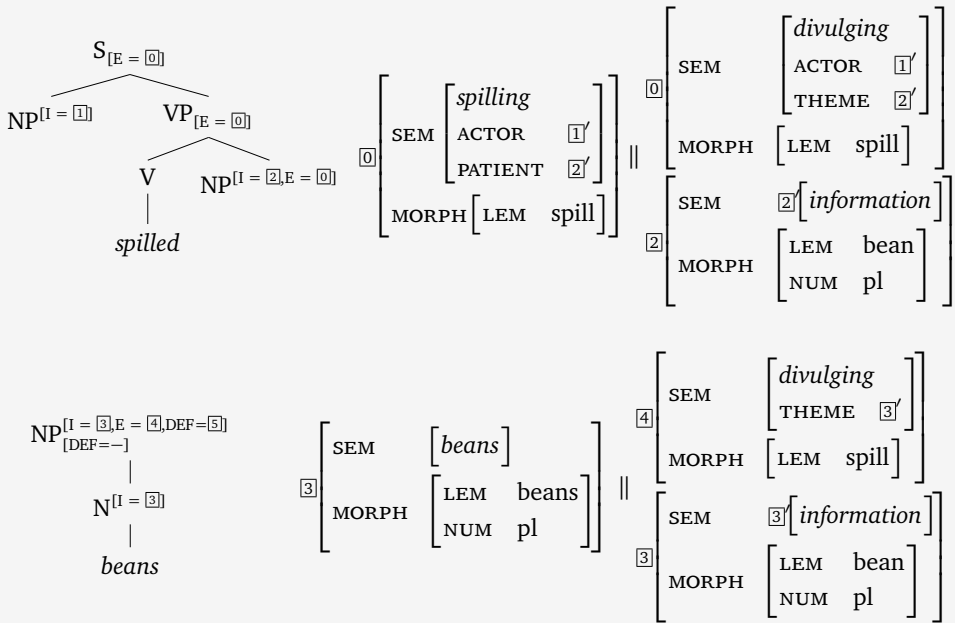 S[E = 0]
NP[I = 1] VP[E = 0]
V NP[I = 2,E = 0]
spilled
0 [SEM [spilling
ACTOR 1′
PATIENT 2′]
MORPH [LEM spill]]
||
0 [SEM [divulging
ACTOR 1′
THEME 2′]
MORPH [LEM spill]]
2 [SEM 2′[information]
MORPH [LEM bean
NUM pl]]
NP[I = 3,E = 4,DEF=5]
[DEF=−]
N[I = 3]
beans
3 [SEM [beans]
MORPH [LEM beans
NUM pl]]
||
4 [SEM [divulging
THEME 3′]
MORPH [LEM spill]]
3 [SEM 3′[information]
MORPH [LEM bean
NUM pl]]